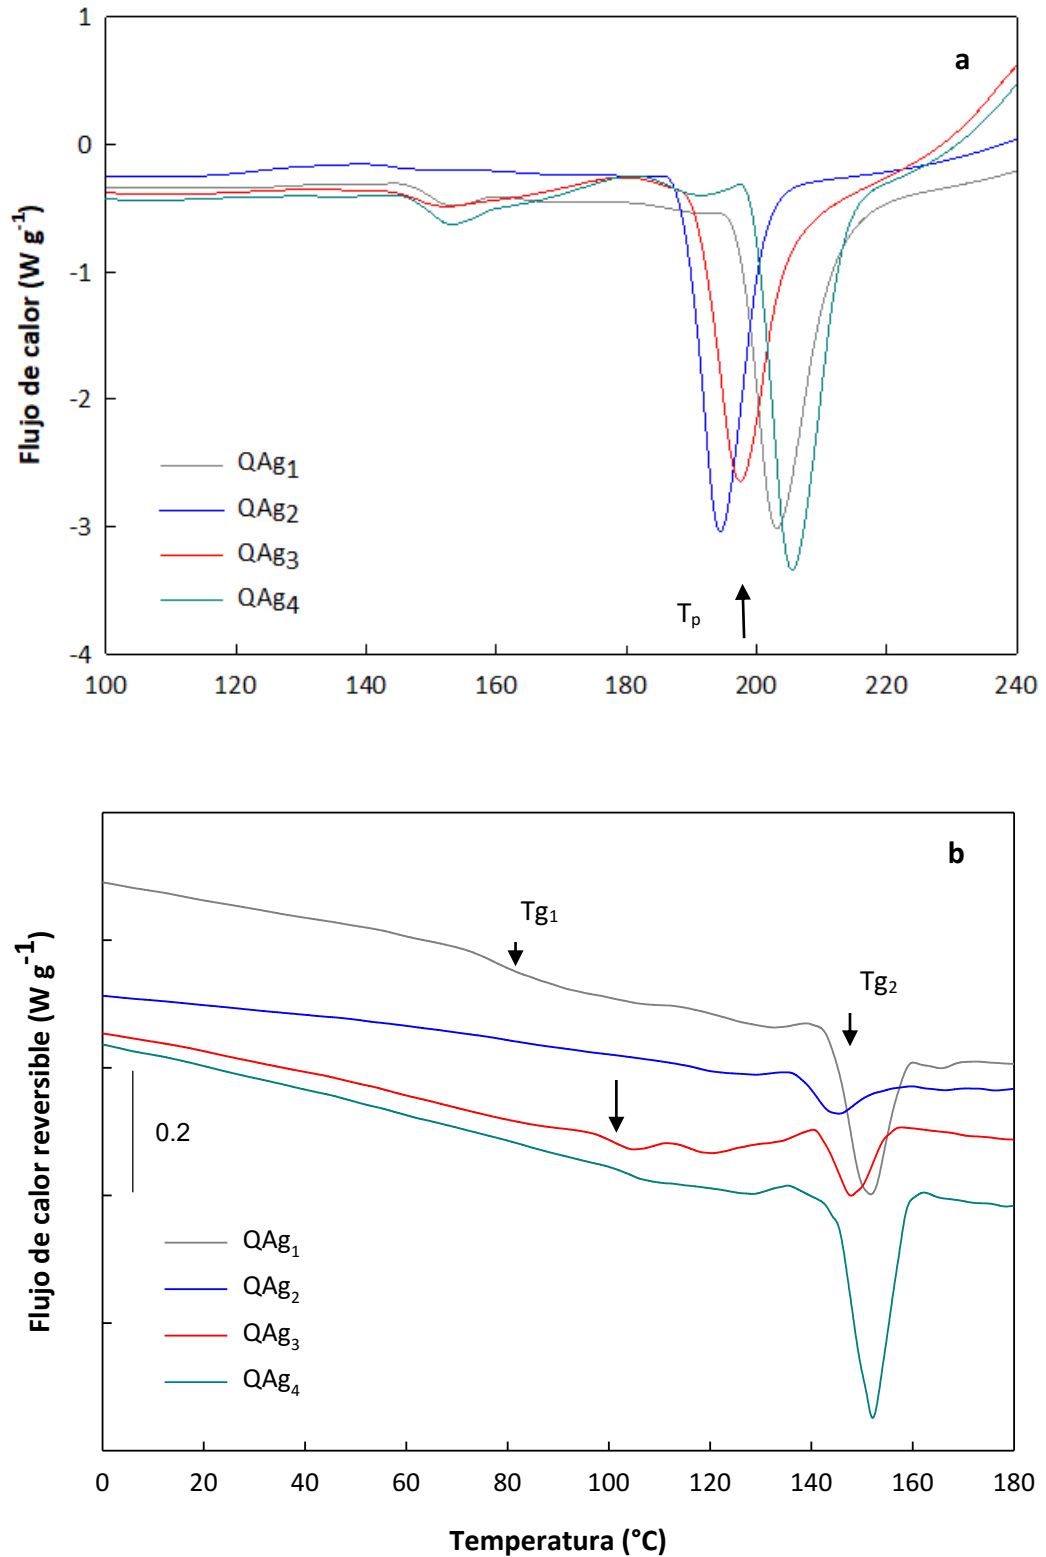 1
a
0
-1
-2
-3
-4
Flujo de calor (W g-1)
QAg1
QAg2
QAg3
QAg4
Tp
100 120 140 160 180 200 220 240
b
Tg1
Tg2
0.2
Flujo de calor reversible (W g-1)
QAg1
QAg2
QAg3
QAg4
0 20 40 60 80 100 120 140 160 180
Temperatura (°C)